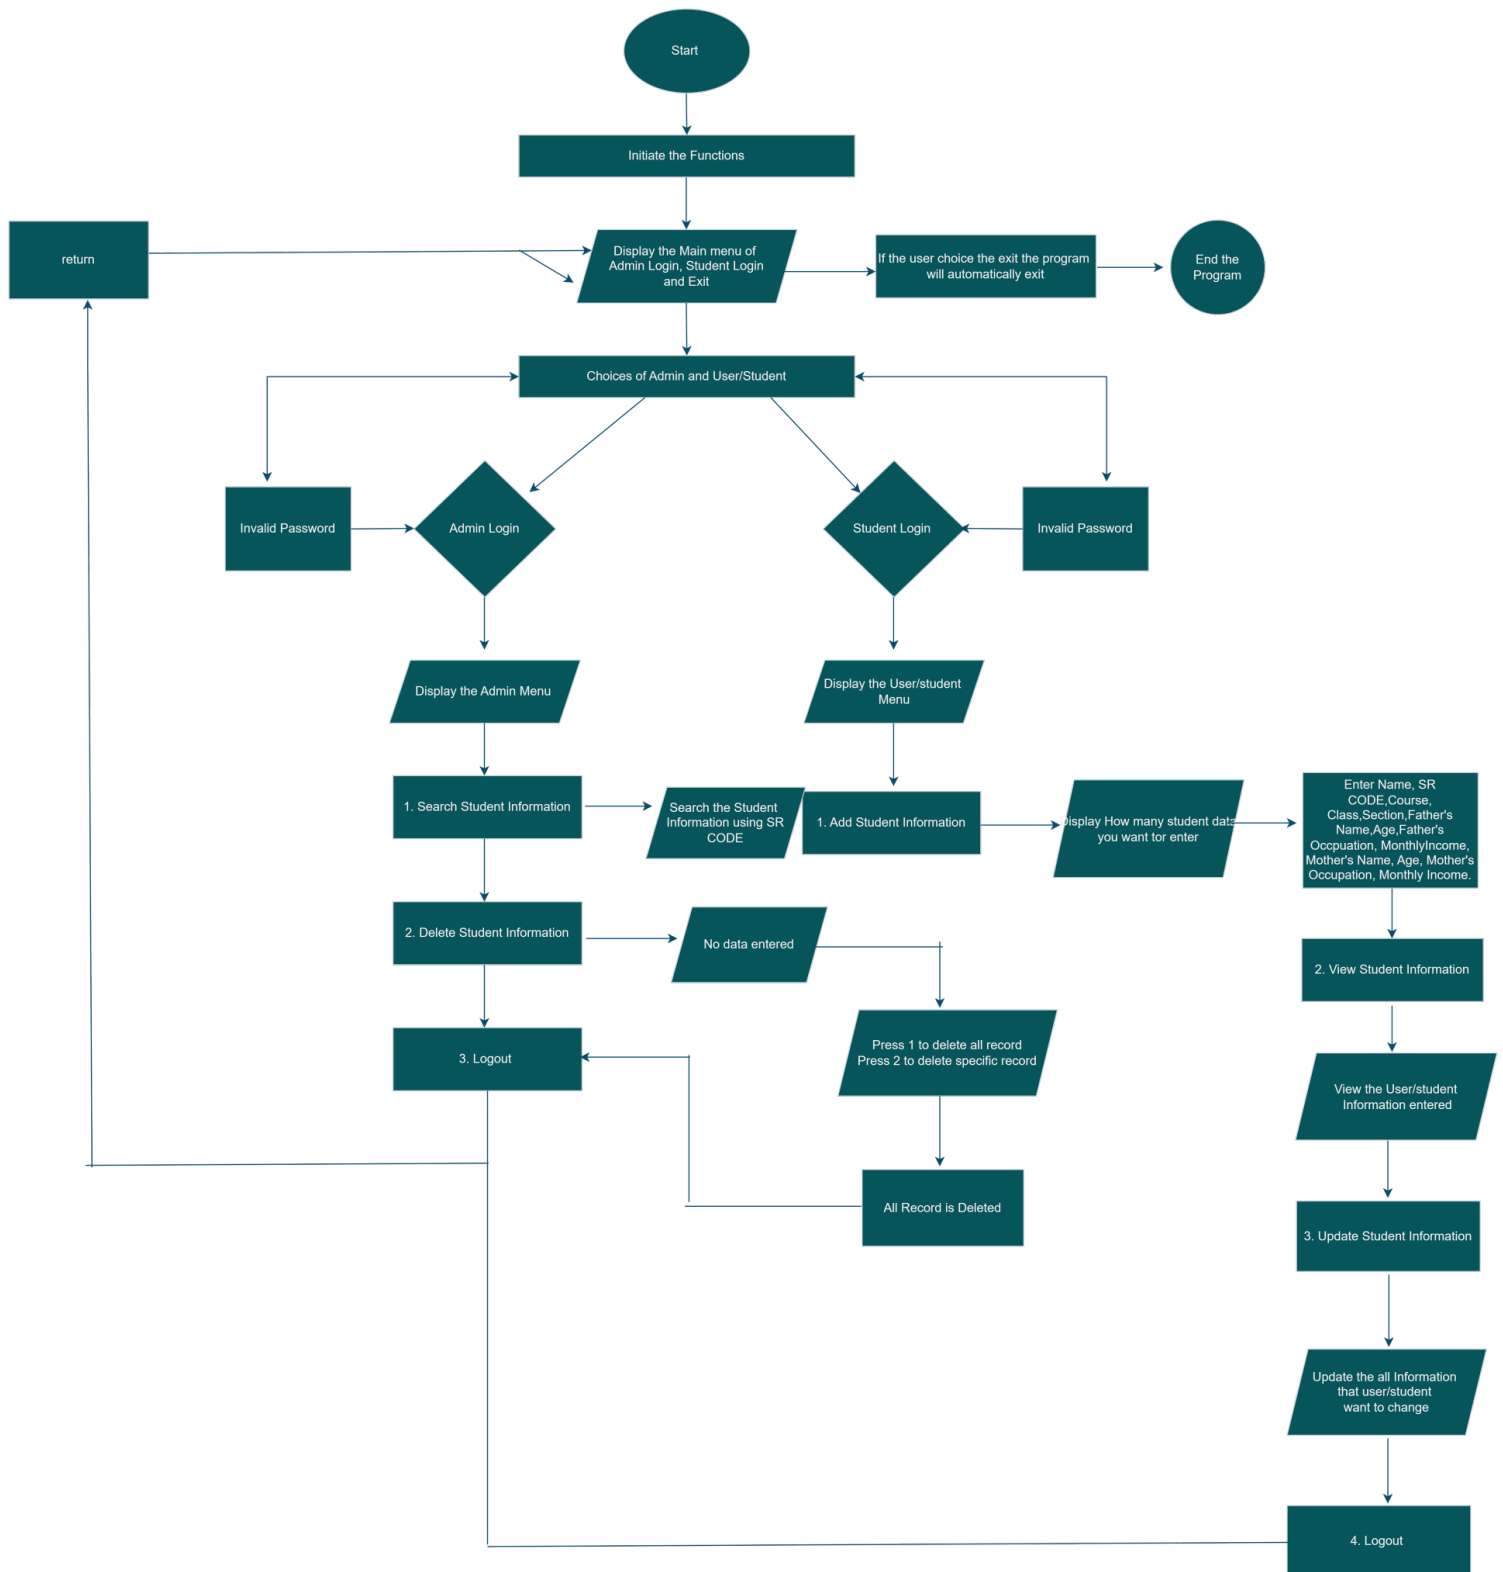 Start
Initiate the Functions
return
Display the Main menu of
Admin Login, Student Login
and Exit
If the user choice the exit the program
will automatically exit
End the
Program
Choices of Admin and User/Student
Invalid Password
Admin Login
Student Login
Invalid Password
Display the Admin Menu
Display the User/student
Menu
1. Search Student Information
Search the Student
Information using SR
CODE
1. Add Student Information
Display How many student data
you want tor enter
Enter Name, SR
CODE,Course,
Class,Section,Father's
Name,Age,Father's
Occpuation, MonthlyIncome,
Mother's Name, Age, Mother's
Occupation, Monthly Income.
2. Delete Student Information
No data entered
2. View Student Information
3. Logout
Press 1 to delete all record
Press 2 to delete specific record
View the User/student
Information entered
All Record is Deleted
3. Update Student Information
Update the all Information
that user/student
want to change
4. Logout